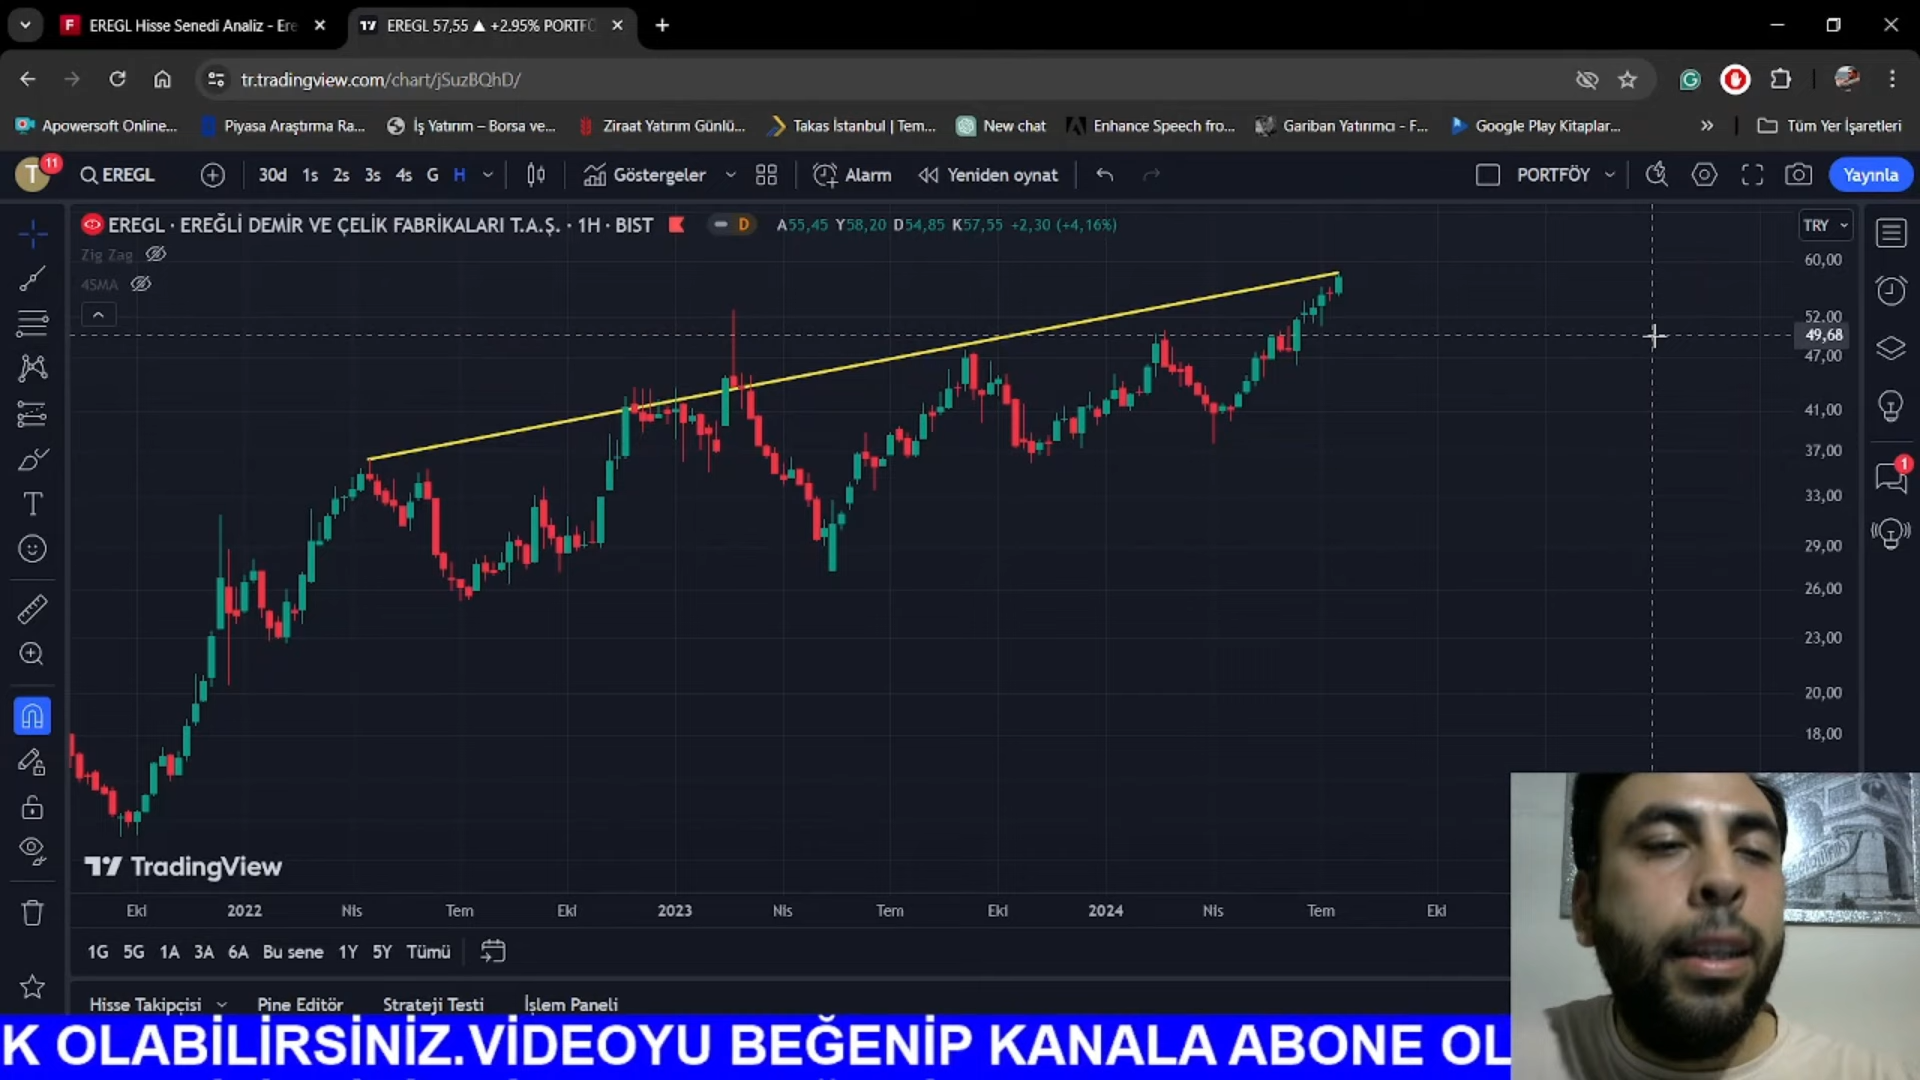 EREGL Hisse Senedi Analiz - Ere
EREGL 57,55 ▲ +2.95% PORTFÖ
tr.tradingview.com/chart/jSuzBQhD/
Apowersoft Online...
Piyasa Araştırma Ra...
İş Yatırım – Borsa ve...
Ziraat Yatırım Günlü...
Takas İstanbul | Tem...
New chat
Enhance Speech fro...
Gariban Yatırımcı - F...
Google Play Kitaplar...
Tüm Yer İşaretleri
T
11
EREGL
30d
1s
2s
3s
4s
G
H
Göstergeler
Alarm
Yeniden oynat
PORTFÖY
Yayınla
EREGL · EREĞLİ DEMİR VE ÇELİK FABRİKALARI T.A.Ş. · 1H · BIST
D
A55,45 Y58,20 D54,85 K57,55 +2,30 (+4,16%)
TRY
Zig Zag
4SMA
60,00
52,00
49,68
47,00
41,00
37,00
33,00
29,00
26,00
23,00
20,00
18,00
1
TradingView
Ekl
2022
Nis
Tem
Ekl
2023
Nis
Tem
Ekl
2024
Nis
Tem
Ekl
1G
5G
1A
3A
6A
Bu sene
1Y
5Y
Tümü
Hisse Takipçisi
Pine Editör
Strateji Testi
İşlem Paneli
K OLABİLİRSİNİZ.VİDEOYU BEĞENİP KANALA ABONE OL